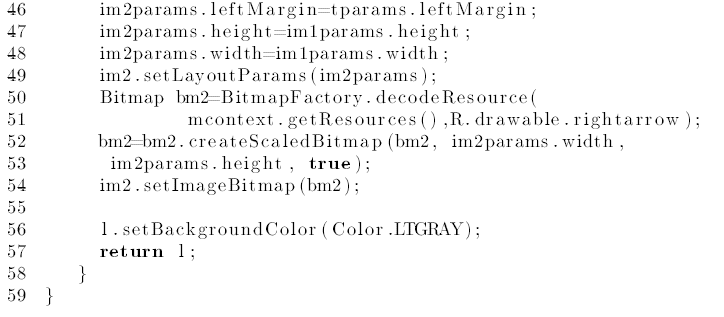 46 im2params.leftMargin=tparams.leftMargin;
47 im2params.height=im1params.height;
48 im2params.width=im1params.width;
49 im2.setLayoutParams(im2params);
50 Bitmap bm2=BitmapFactory.decodeResource(
51 mcontext.getResources(),R.drawable.rightarrow);
52 bm2=bm2.createScaledBitmap(bm2, im2params.width,
53 im2params.height, true);
54 im2.setImageBitmap(bm2);
55
56 l.setBackgroundColor(Color.LTGRAY);
57 return l;
58 }
59 }